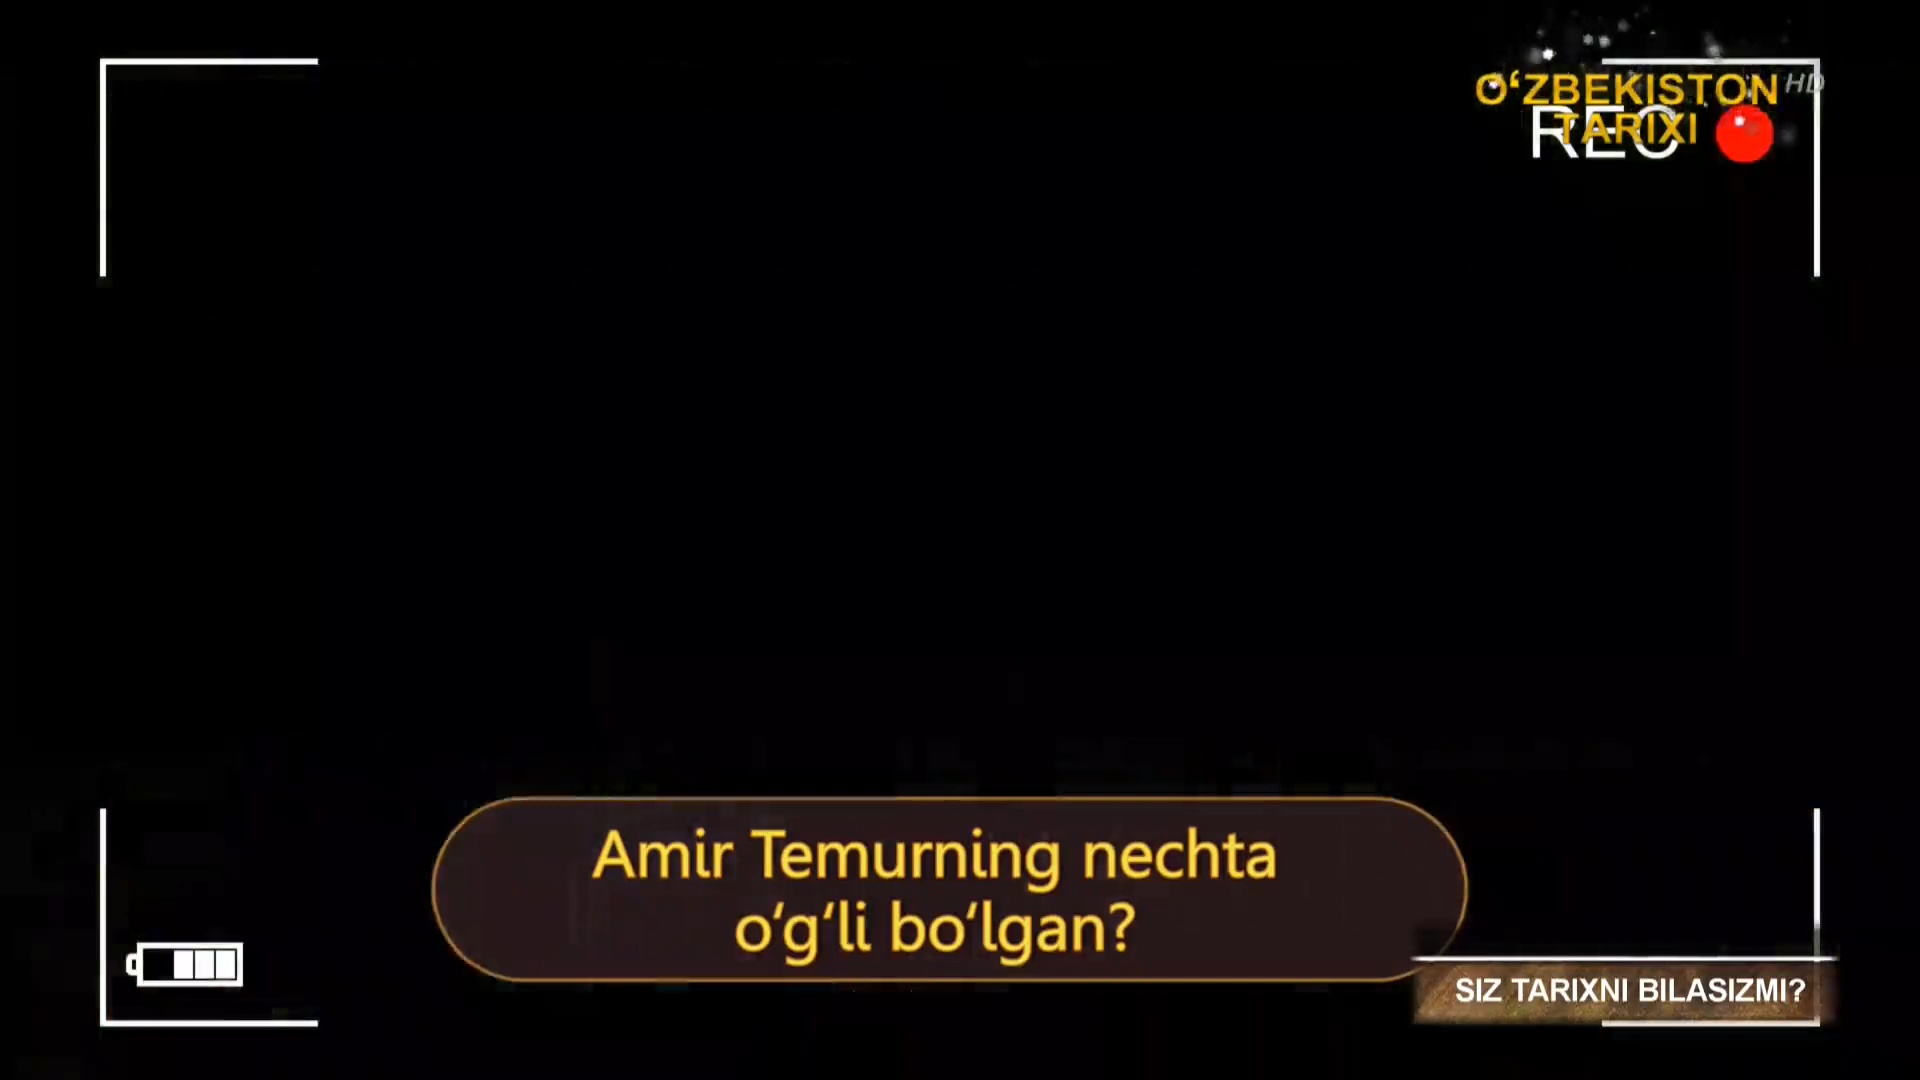 O‘ZBEKISTON HD
TARIXI
REC
Amir Temurning nechta
o‘g‘li bo‘lgan?
SIZ TARIXNI BILASIZMI?